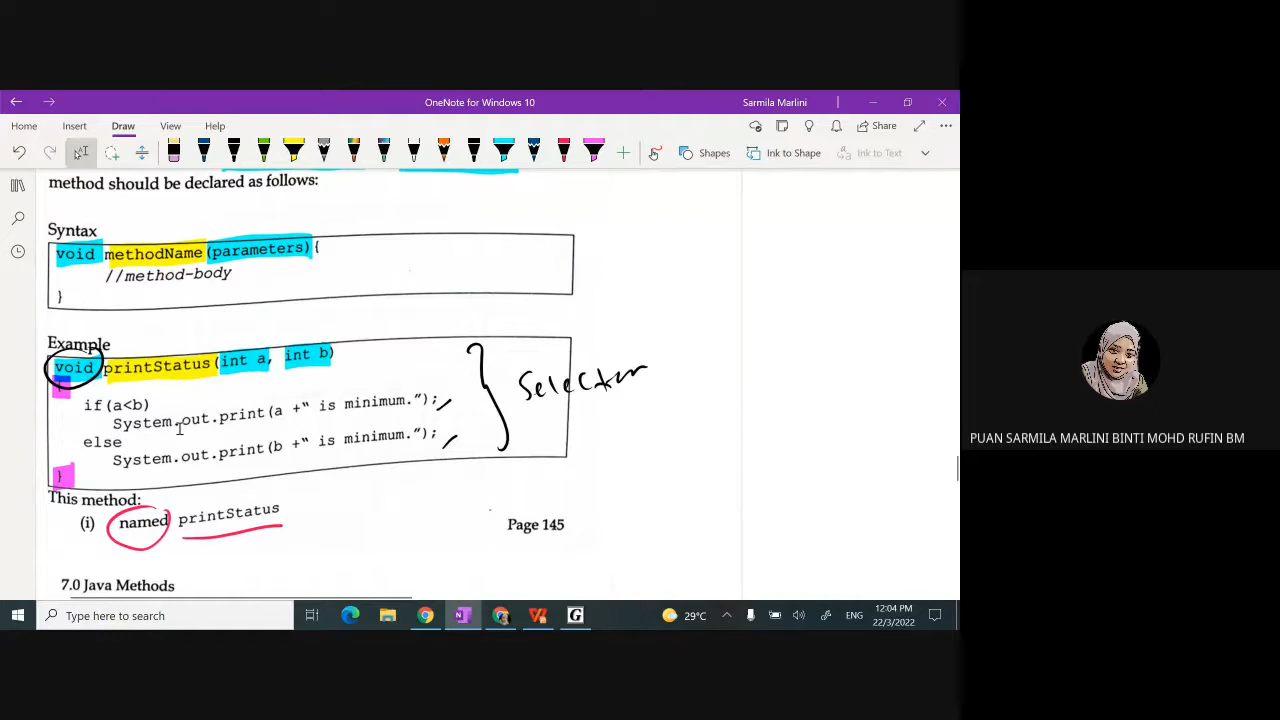 OneNote for Windows 10
Sarmila Marlini
Home Insert Draw View Help
Share
Shapes Ink to Shape Ink to Text
method should be declared as follows:
Syntax
void methodName(parameters){
//method-body
}
Example
void printStatus(int a, int b)
{
if(a<b)
System.out.print(a +" is minimum.");
else
System.out.print(b +" is minimum.");
}
Selection
This method:
(i) named printStatus
Page 145
7.0 Java Methods
PUAN SARMILA MARLINI BINTI MOHD RUFIN BM
Type here to search
29°C
ENG
12:04 PM
22/3/2022